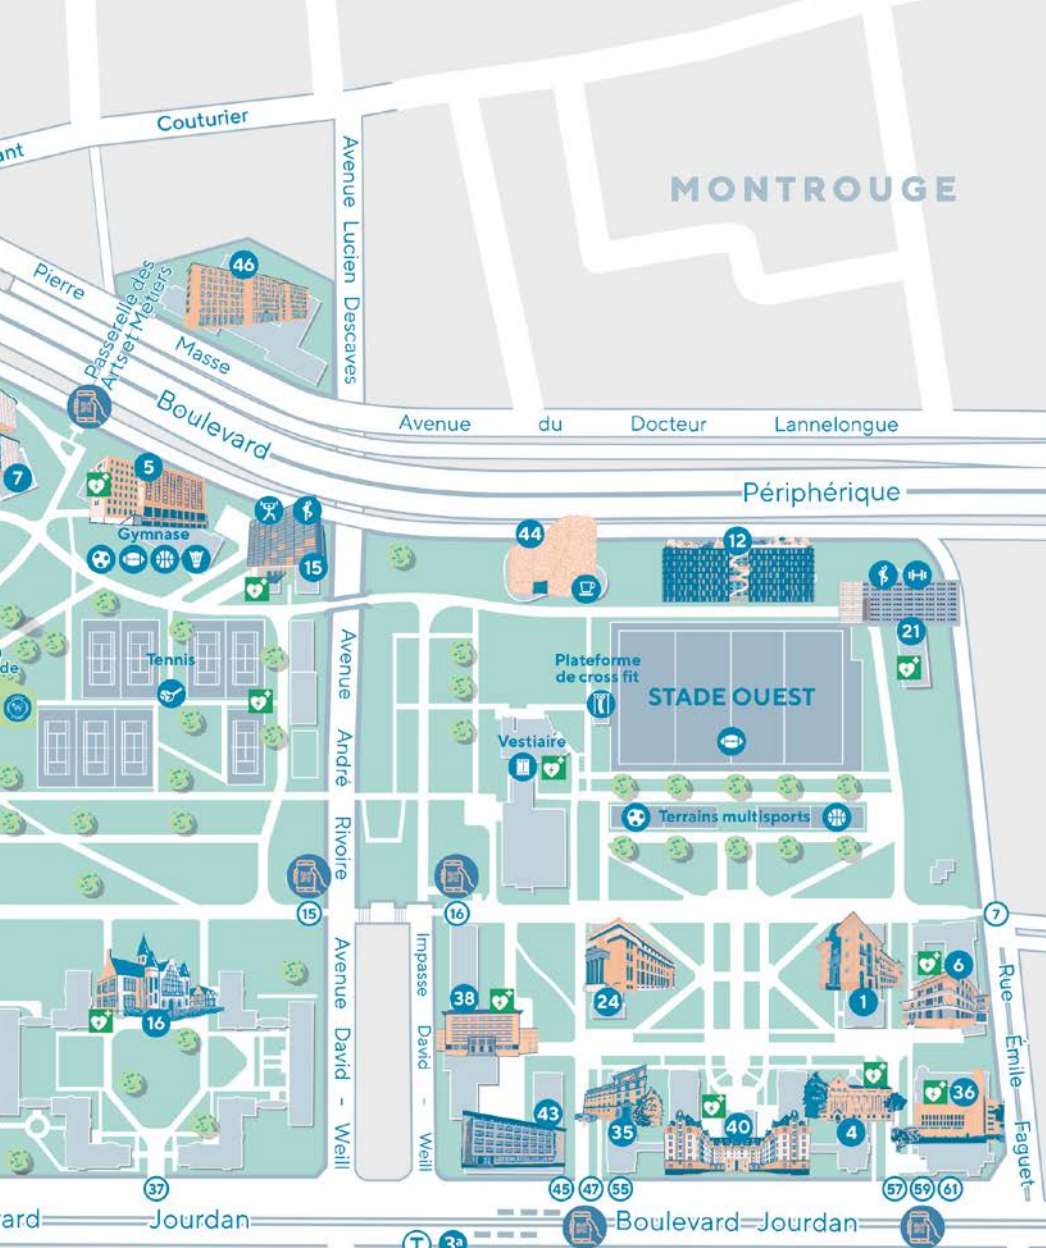 Couturier
ant
Avenue Lucien Descaves
MONTROUGE
46
Pierre
Masse
Passerelle des
Arts et Métiers
Boulevard
Avenue du Docteur Lannelongue
Périphérique
7
5
Gymnase
15
44
12
21
de
Tennis
Avenue André Rivoire
Plateforme
de cross fit
STADE OUEST
Vestiaire
Terrains multisports
15
16
7
Avenue David - Weill
Impasse David - Weill
Rue Émile Faguet
16
38
24
1
6
43
35
40
4
36
37
45 47 55
57 59 61
ard Jourdan
Boulevard Jourdan
T 3a